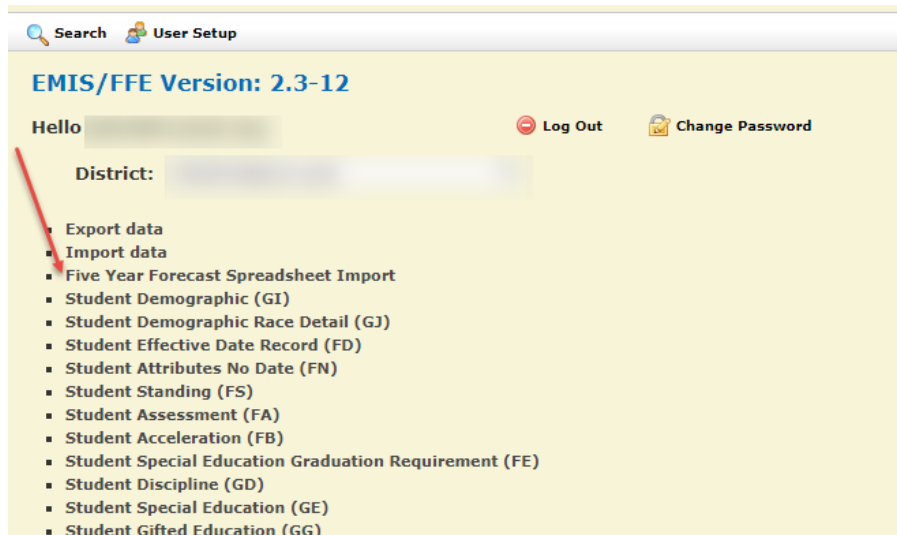 Search User Setup
EMIS/FFE Version: 2.3-12
Hello
Log Out Change Password
District:
Export data
Import data
Five Year Forecast Spreadsheet Import
Student Demographic (GI)
Student Demographic Race Detail (GJ)
Student Effective Date Record (FD)
Student Attributes No Date (FN)
Student Standing (FS)
Student Assessment (FA)
Student Acceleration (FB)
Student Special Education Graduation Requirement (FE)
Student Discipline (GD)
Student Special Education (GE)
Student Gifted Education (GG)